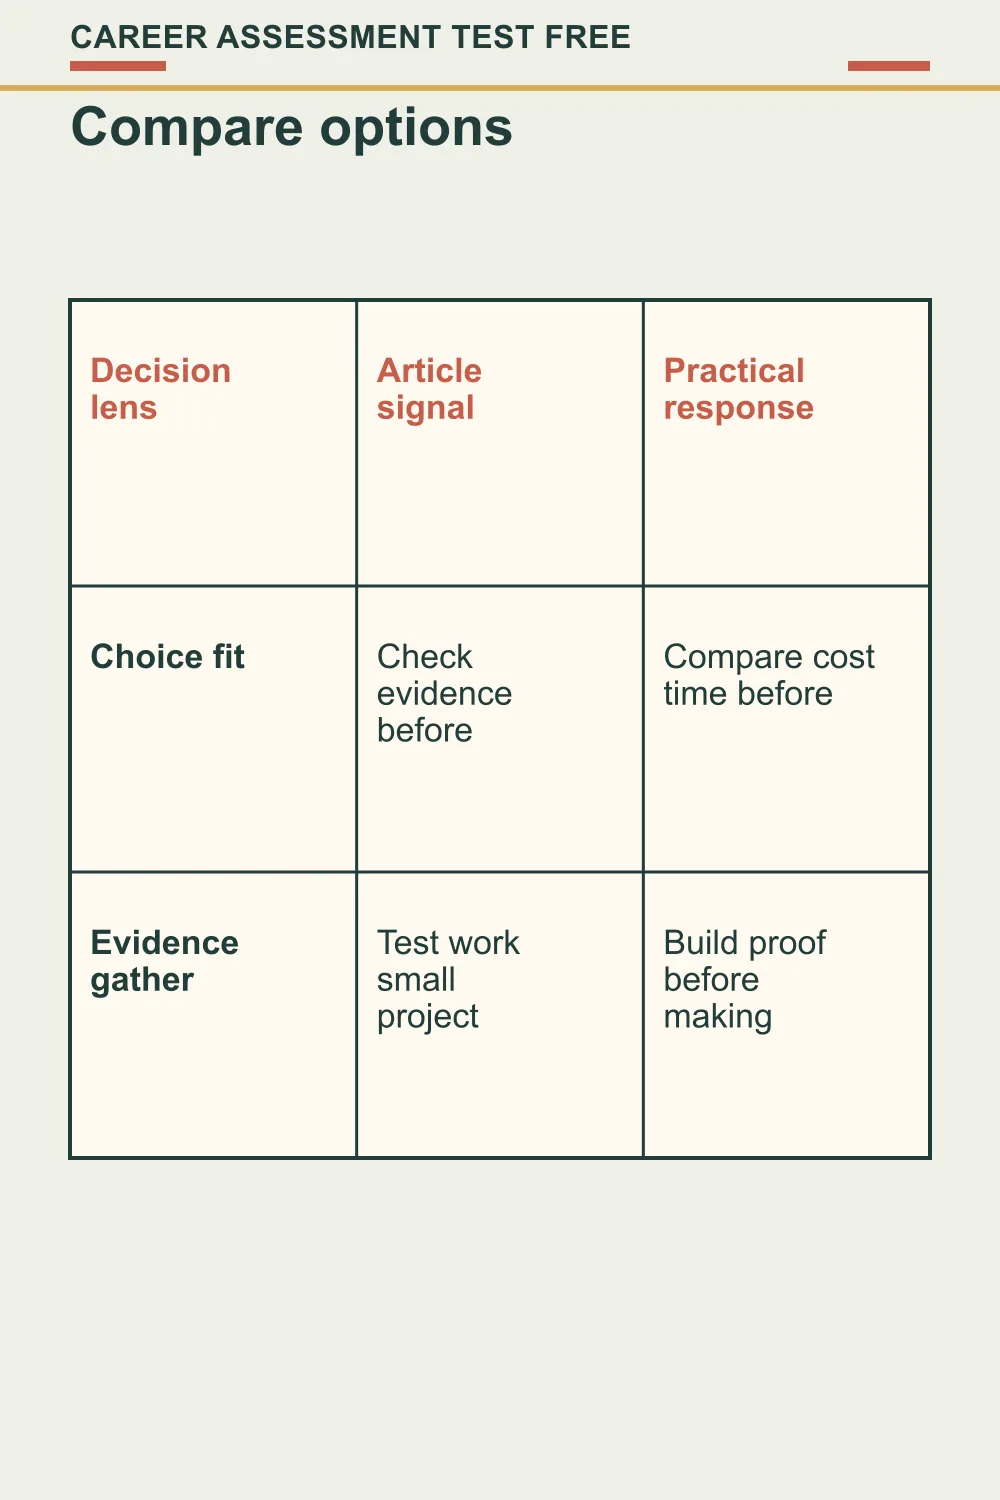 CAREER ASSESSMENT TEST FREE
Compare options
Decision
lens
Article
signal
Practical
response
Choice fit
Check
evidence
before
Compare cost
time before
Evidence
gather
Test work
small
project
Build proof
before
making